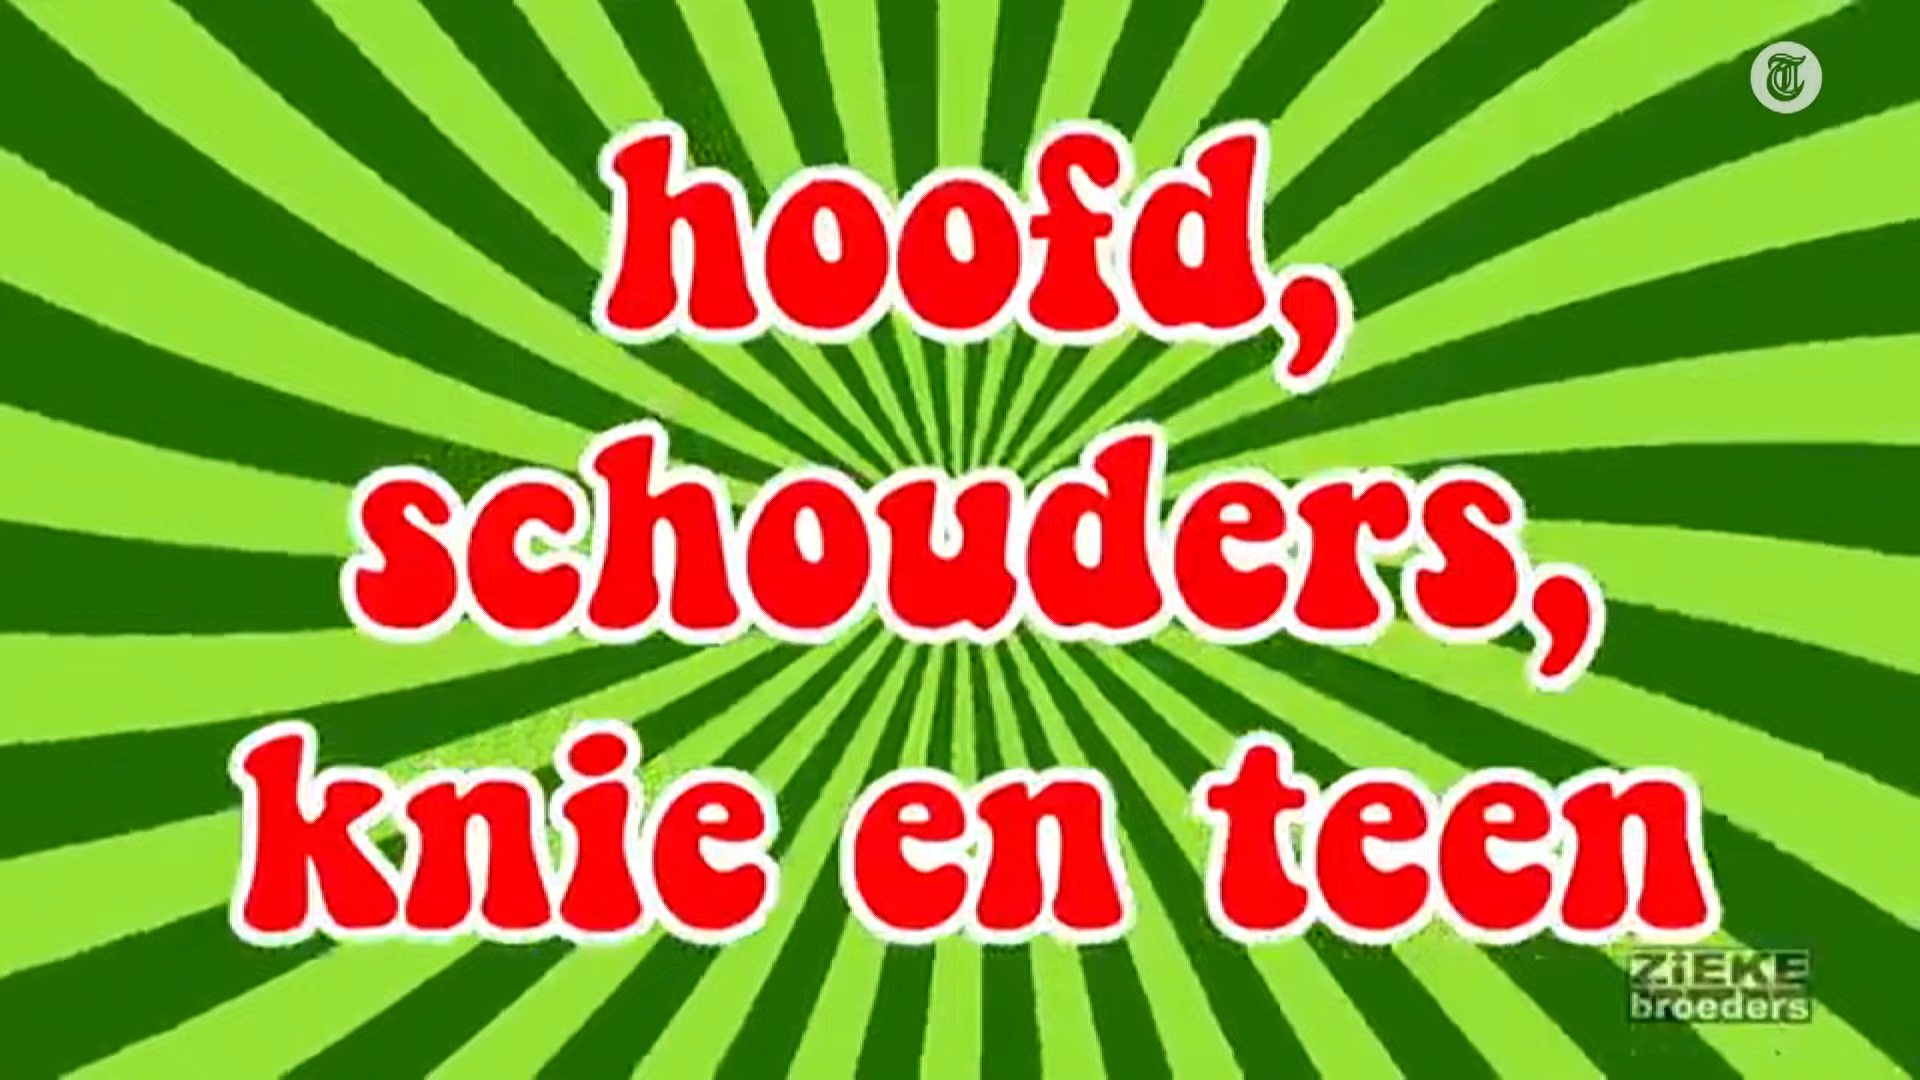 T
hoofd,
schouders,
knie en teen
ZiEKE
broeders